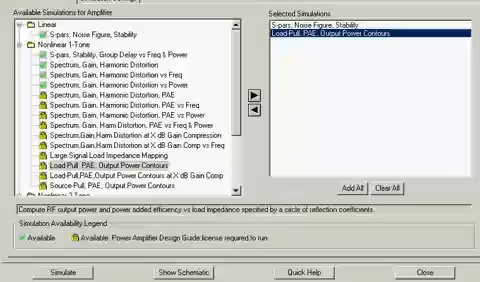 Available Simulations for Amplifier
Linear
S-pars, Noise Figure, Stability
Nonlinear 1-Tone
S-pars, Stability, Group Delay vs Freq & Power
Spectrum, Gain, Harmonic Distortion
Spectrum, Gain, Harmonic Distortion vs Freq
Spectrum, Gain, Harmonic Distortion vs Power
Spectrum, Gain, Harmonic Distortion, PAE
Spectrum, Gain, Harmonic Distortion, PAE vs Freq
Spectrum, Gain, Harmonic Distortion, PAE vs Power
Spectrum, Gain, Harm Distortion, PAE vs Freq & Power
Spectrum,Gain,Harm Distortion at X dB Gain Compression
Spectrum,Gain,Harm Distortion at X dB Gain Comp vs Freq
Large Signal Load Impedance Mapping
Load-Pull, PAE, Output Power Contours
Load-Pull,PAE,Output Power Contours at X dB Gain Comp
Source-Pull, PAE, Output Power Contours
Nonlinear 2-Tone
Selected Simulations
S-pars, Noise Figure, Stability
Load-Pull, PAE, Output Power Contours
Add All
Clear All
Compute RF output power and power added efficiency vs load impedance specified by a circle of reflection coefficients.
Simulation Availability Legend
Available
Available: Power Amplifier Design Guide license required to run
Simulate
Show Schematic
Quick Help
Close